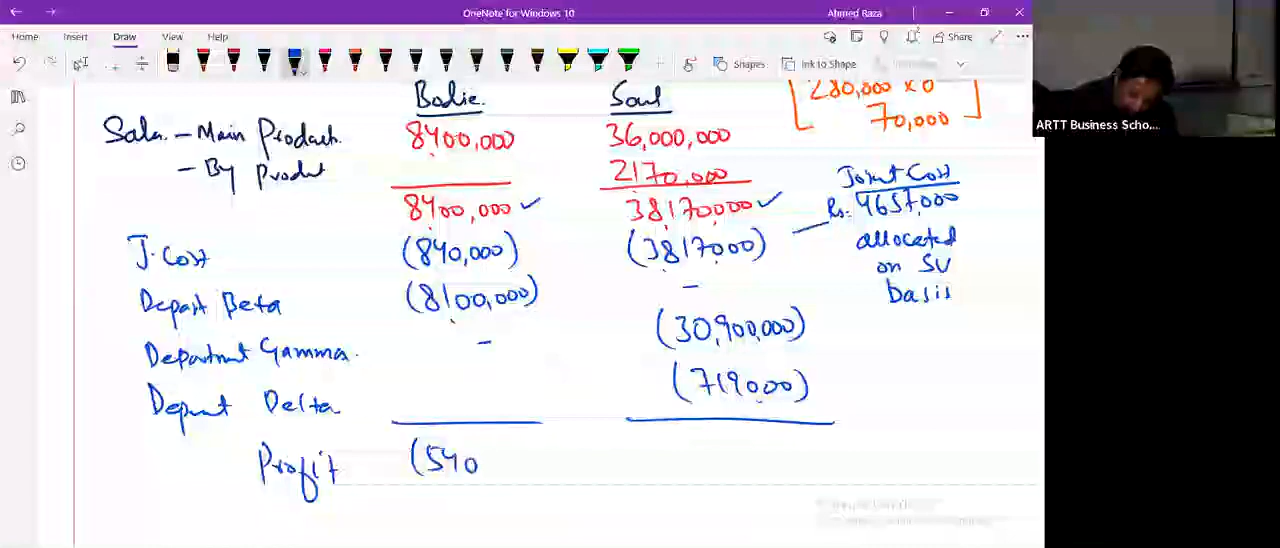 OneNote for Windows 10
Ahmed Raza
Home Insert Draw View Help
Share
Shapes
Ink to Shape
ARTT Business Scho...
Bodie. Soul
280,000 x 0
70,000
Sala. - Main Product. 8400,000 36,000,000
- By Product 2170,000
8400,000 ✓ 38170,000 ✓
Joint Cost
Rs: 4657,000
allocated
on SV
basis
J. Cost (840,000) (3817,000)
Depart Beta (8100,000) -
Department Gamma. - (30,900,000)
Depart Delta (719,000)
Profit (540